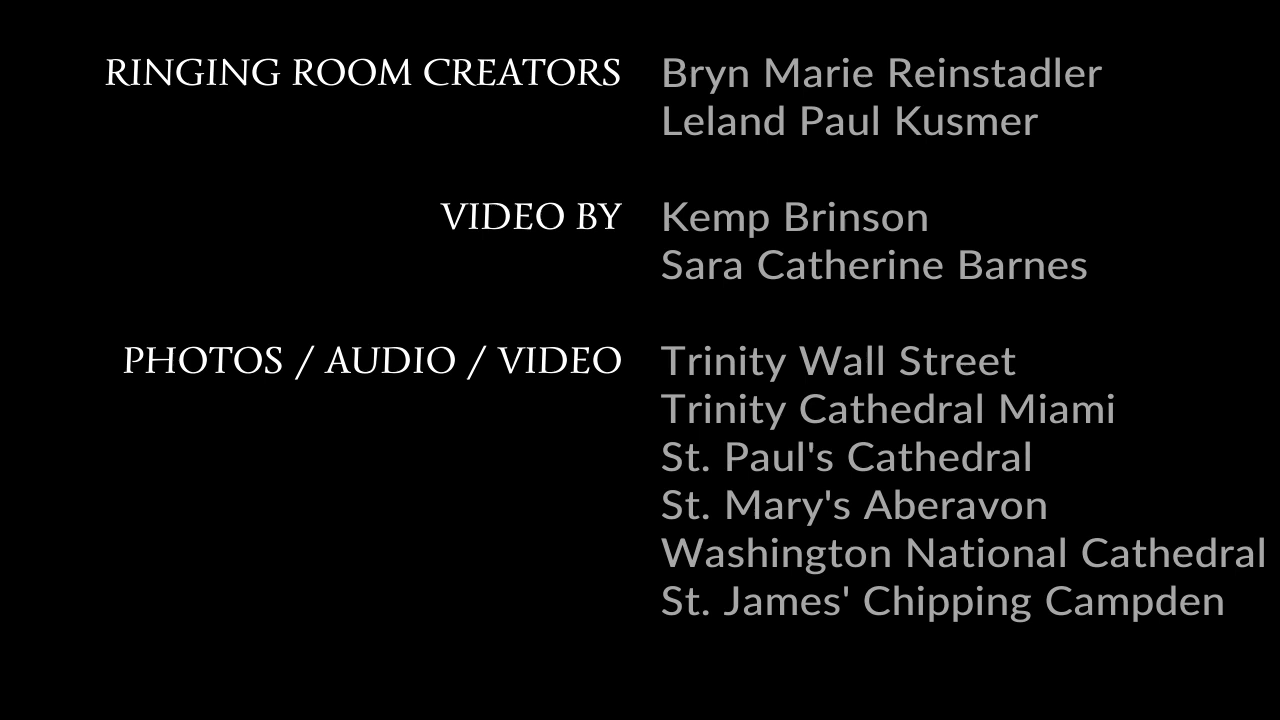 RINGING ROOM CREATORS Bryn Marie Reinstadler
Leland Paul Kusmer
VIDEO BY Kemp Brinson
Sara Catherine Barnes
PHOTOS / AUDIO / VIDEO Trinity Wall Street
Trinity Cathedral Miami
St. Paul's Cathedral
St. Mary's Aberavon
Washington National Cathedral
St. James' Chipping Campden